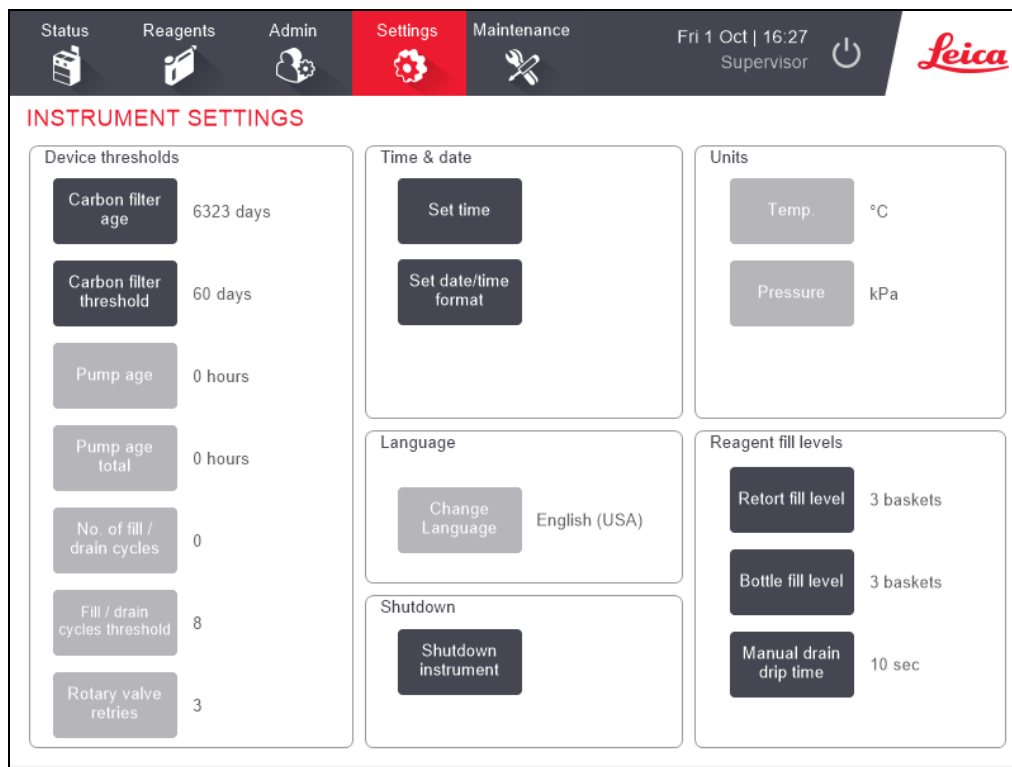 Status
Reagents
Admin
Settings
Maintenance
Fri 1 Oct | 16:27
Supervisor
Leica
INSTRUMENT SETTINGS
Device thresholds
Carbon filter
age
6323 days
Carbon filter
threshold
60 days
Pump age
0 hours
Pump age
total
0 hours
No. of fill /
drain cycles
0
Fill / drain
cycles threshold
8
Rotary valve
retries
3
Time & date
Set time
Set date/time
format
Language
Change
Language
English (USA)
Shutdown
Shutdown
instrument
Units
Temp.
°C
Pressure
kPa
Reagent fill levels
Retort fill level
3 baskets
Bottle fill level
3 baskets
Manual drain
drip time
10 sec